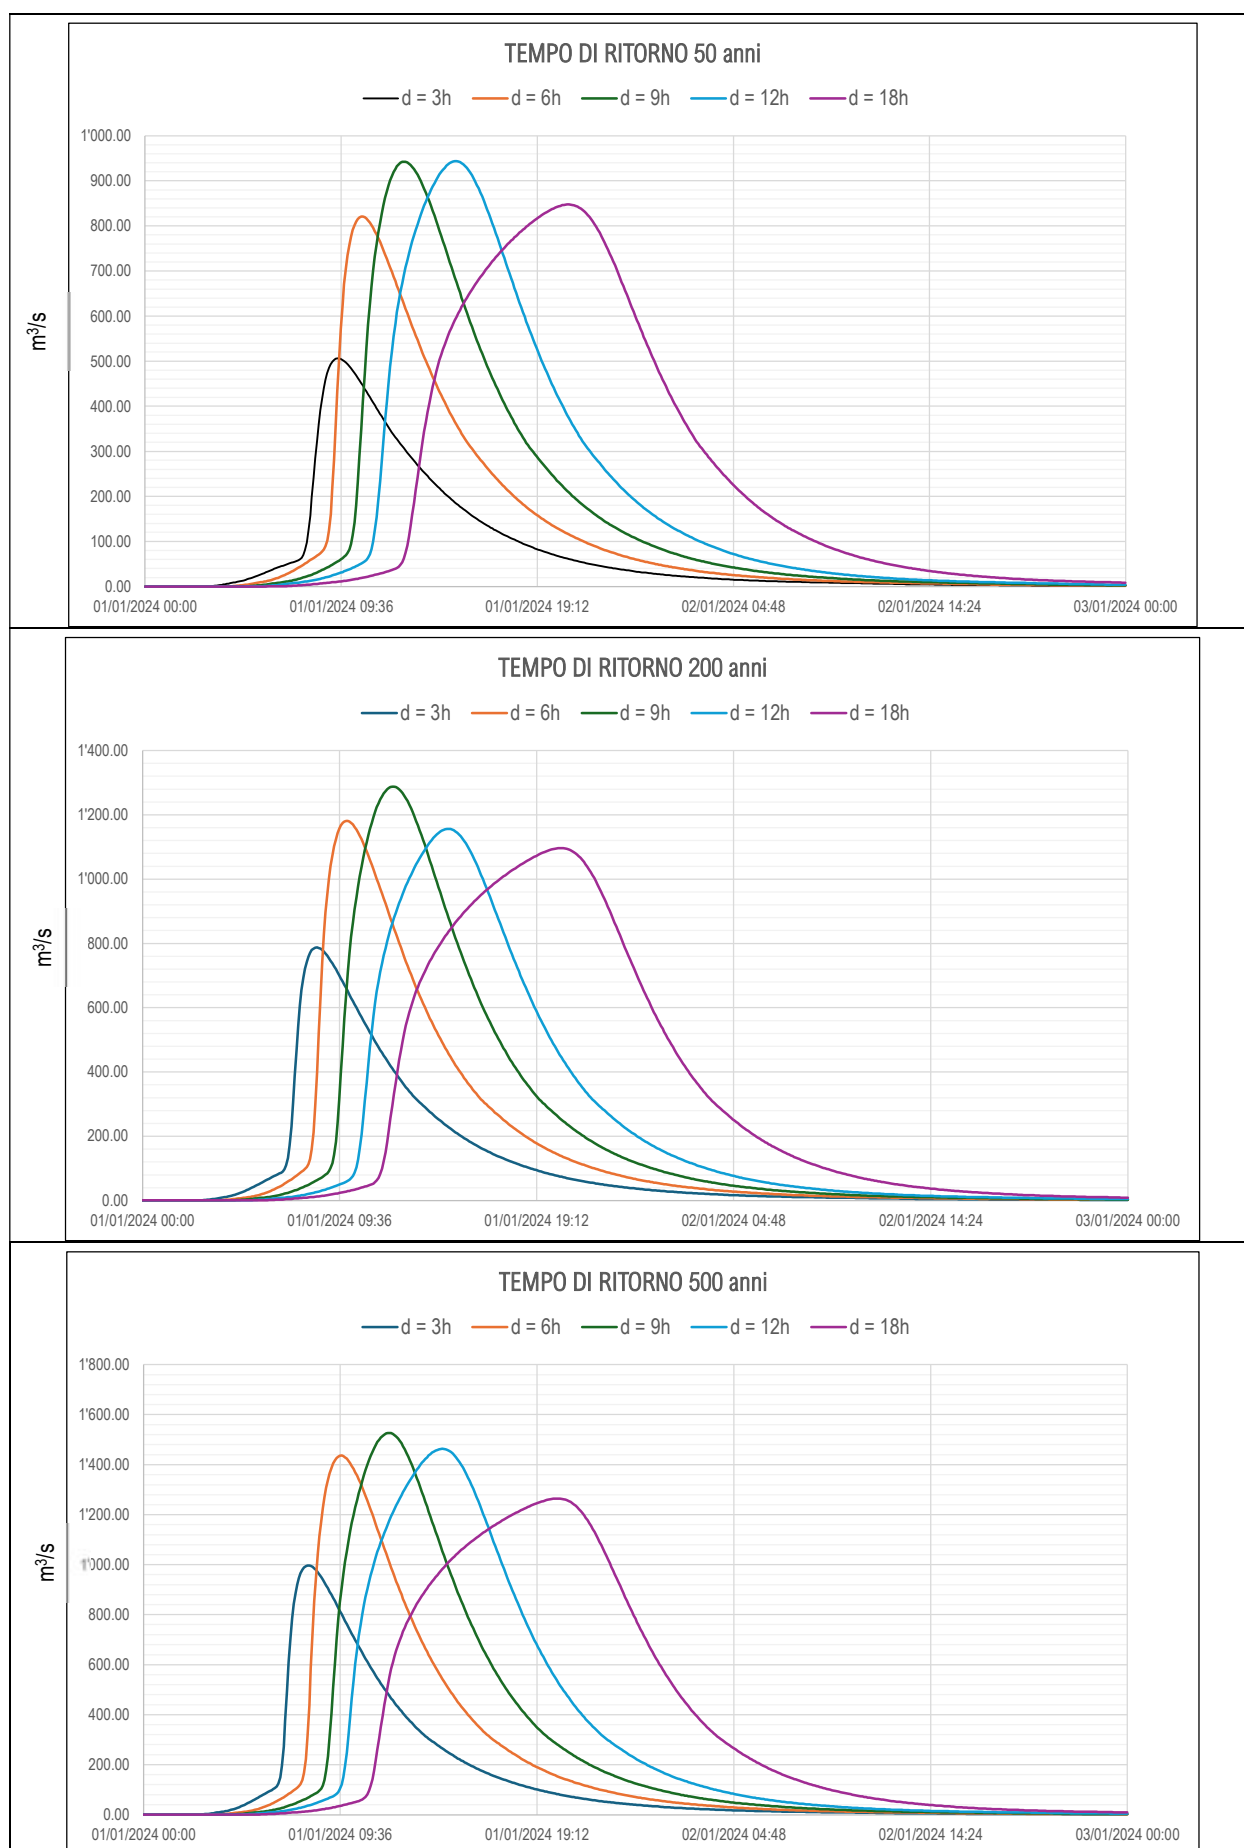 TEMPO DI RITORNO 50 anni
d = 3h d = 6h d = 9h d = 12h d = 18h
1'000.00
900.00
800.00
700.00
600.00
500.00
400.00
300.00
200.00
100.00
0.00
m³/s
01/01/2024 00:00 01/01/2024 09:36 01/01/2024 19:12 02/01/2024 04:48 02/01/2024 14:24 03/01/2024 00:00
TEMPO DI RITORNO 200 anni
d = 3h d = 6h d = 9h d = 12h d = 18h
1'400.00
1'200.00
1'000.00
800.00
600.00
400.00
200.00
0.00
m³/s
01/01/2024 00:00 01/01/2024 09:36 01/01/2024 19:12 02/01/2024 04:48 02/01/2024 14:24 03/01/2024 00:00
TEMPO DI RITORNO 500 anni
d = 3h d = 6h d = 9h d = 12h d = 18h
1'800.00
1'600.00
1'400.00
1'200.00
1'000.00
800.00
600.00
400.00
200.00
0.00
m³/s
01/01/2024 00:00 01/01/2024 09:36 01/01/2024 19:12 02/01/2024 04:48 02/01/2024 14:24 03/01/2024 00:00